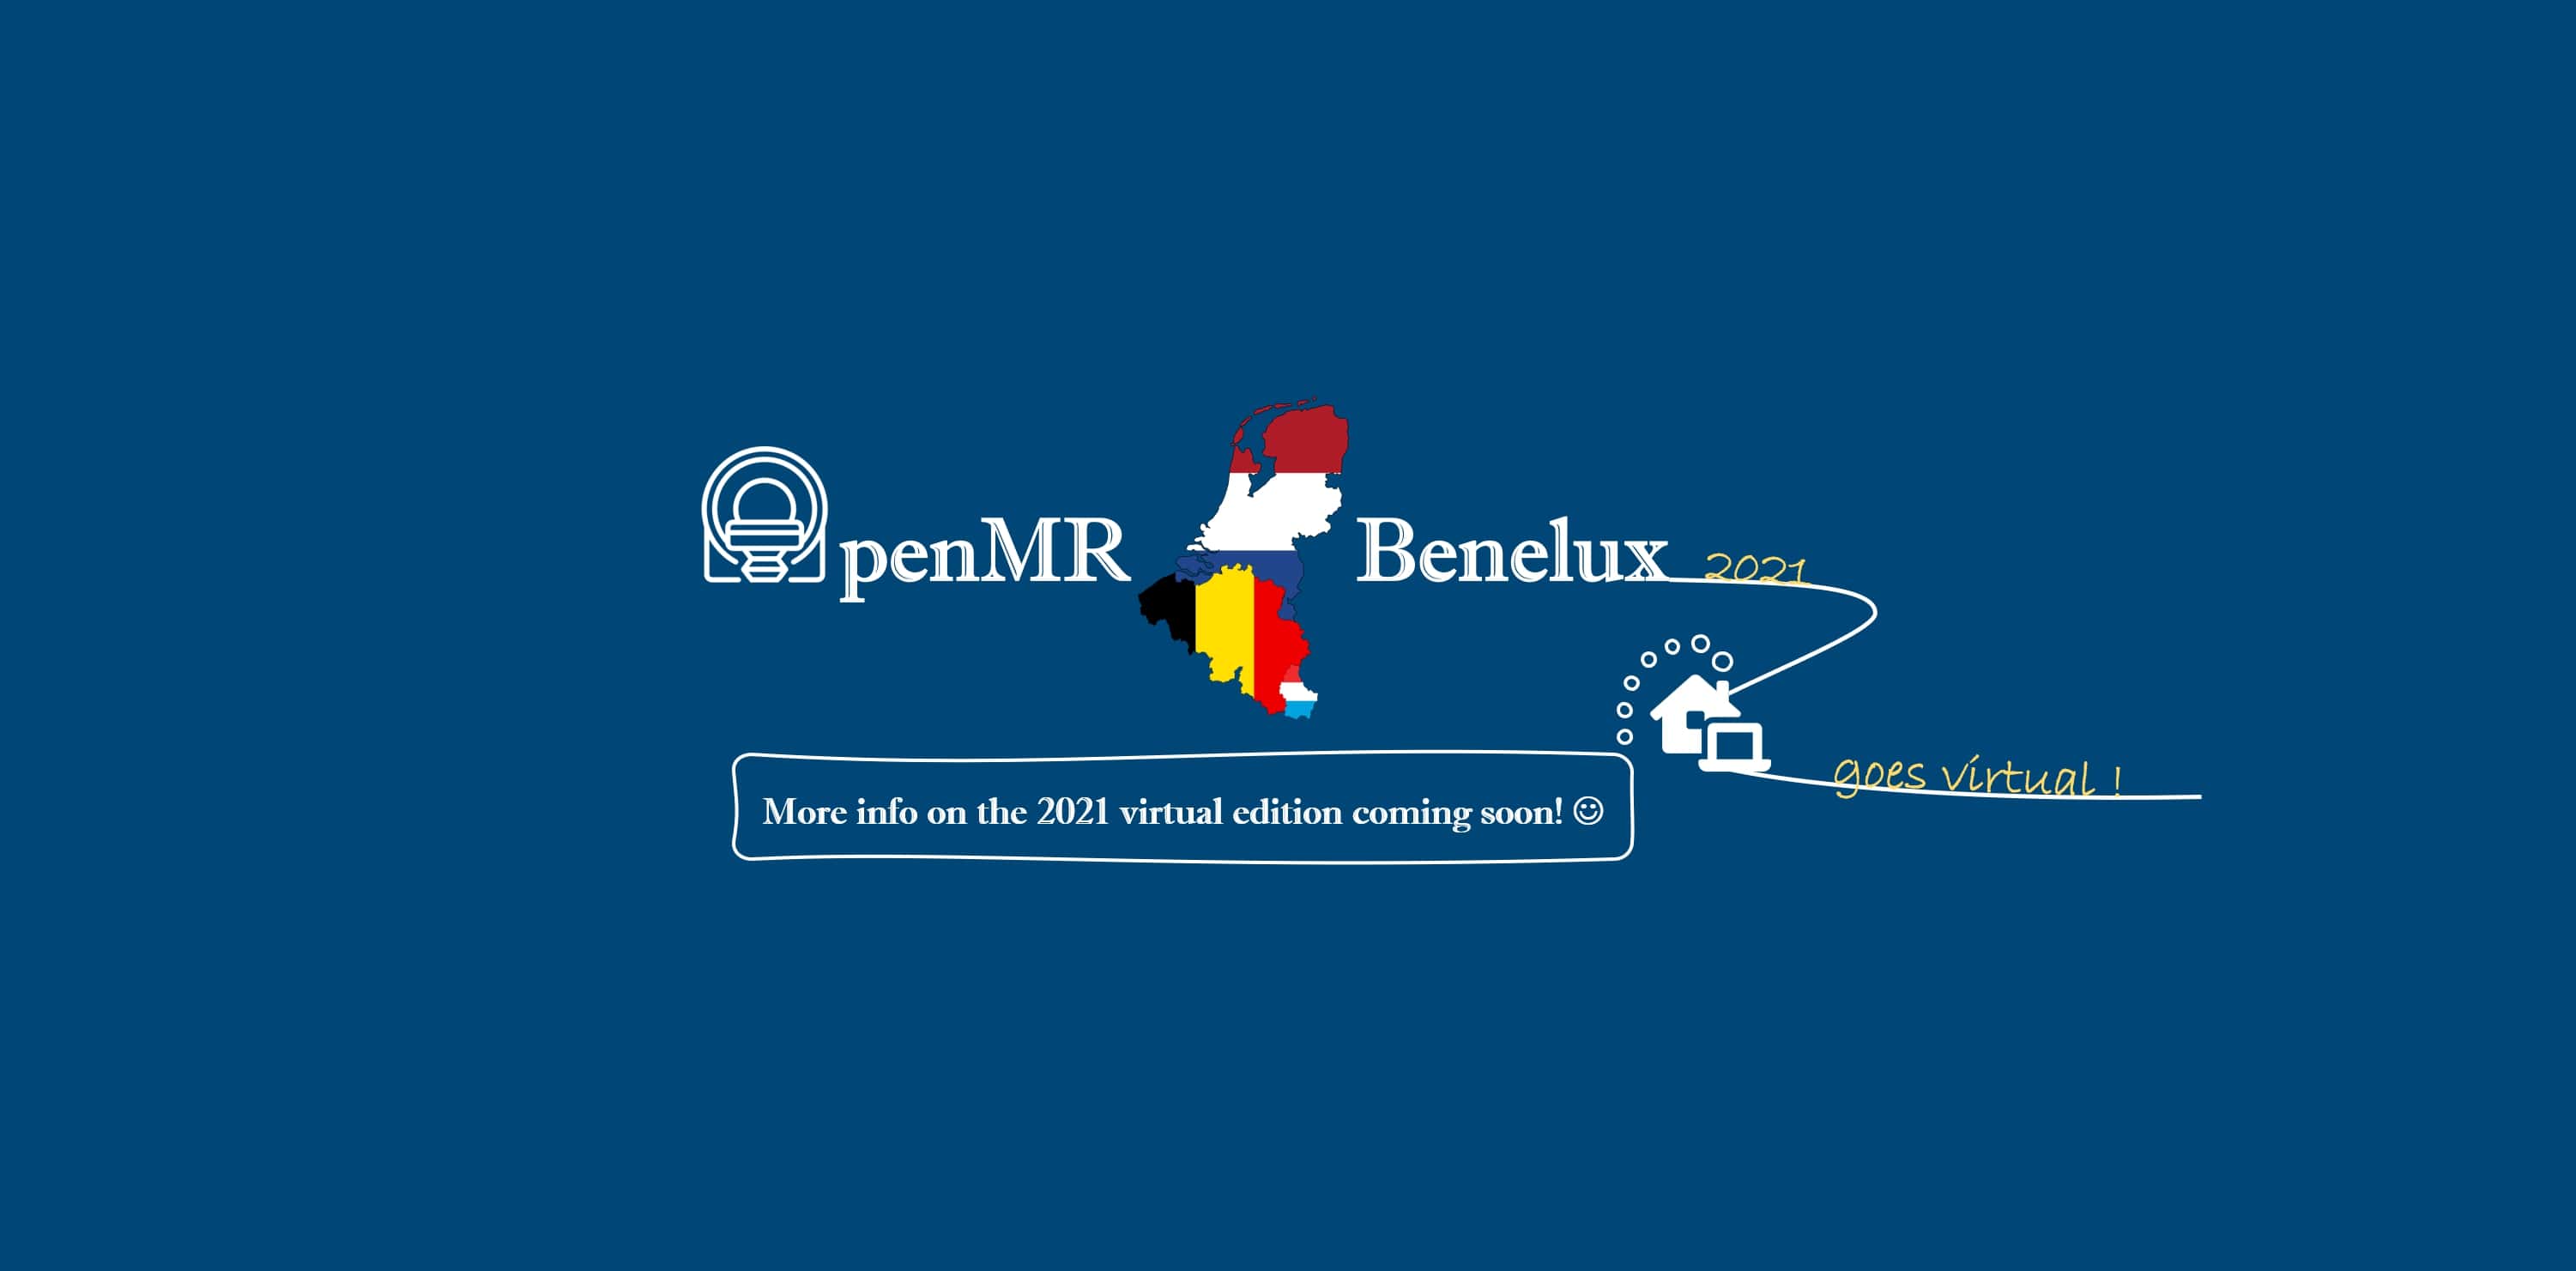 OpenMR Benelux 2021
goes virtual !
More info on the 2021 virtual edition coming soon! ☺